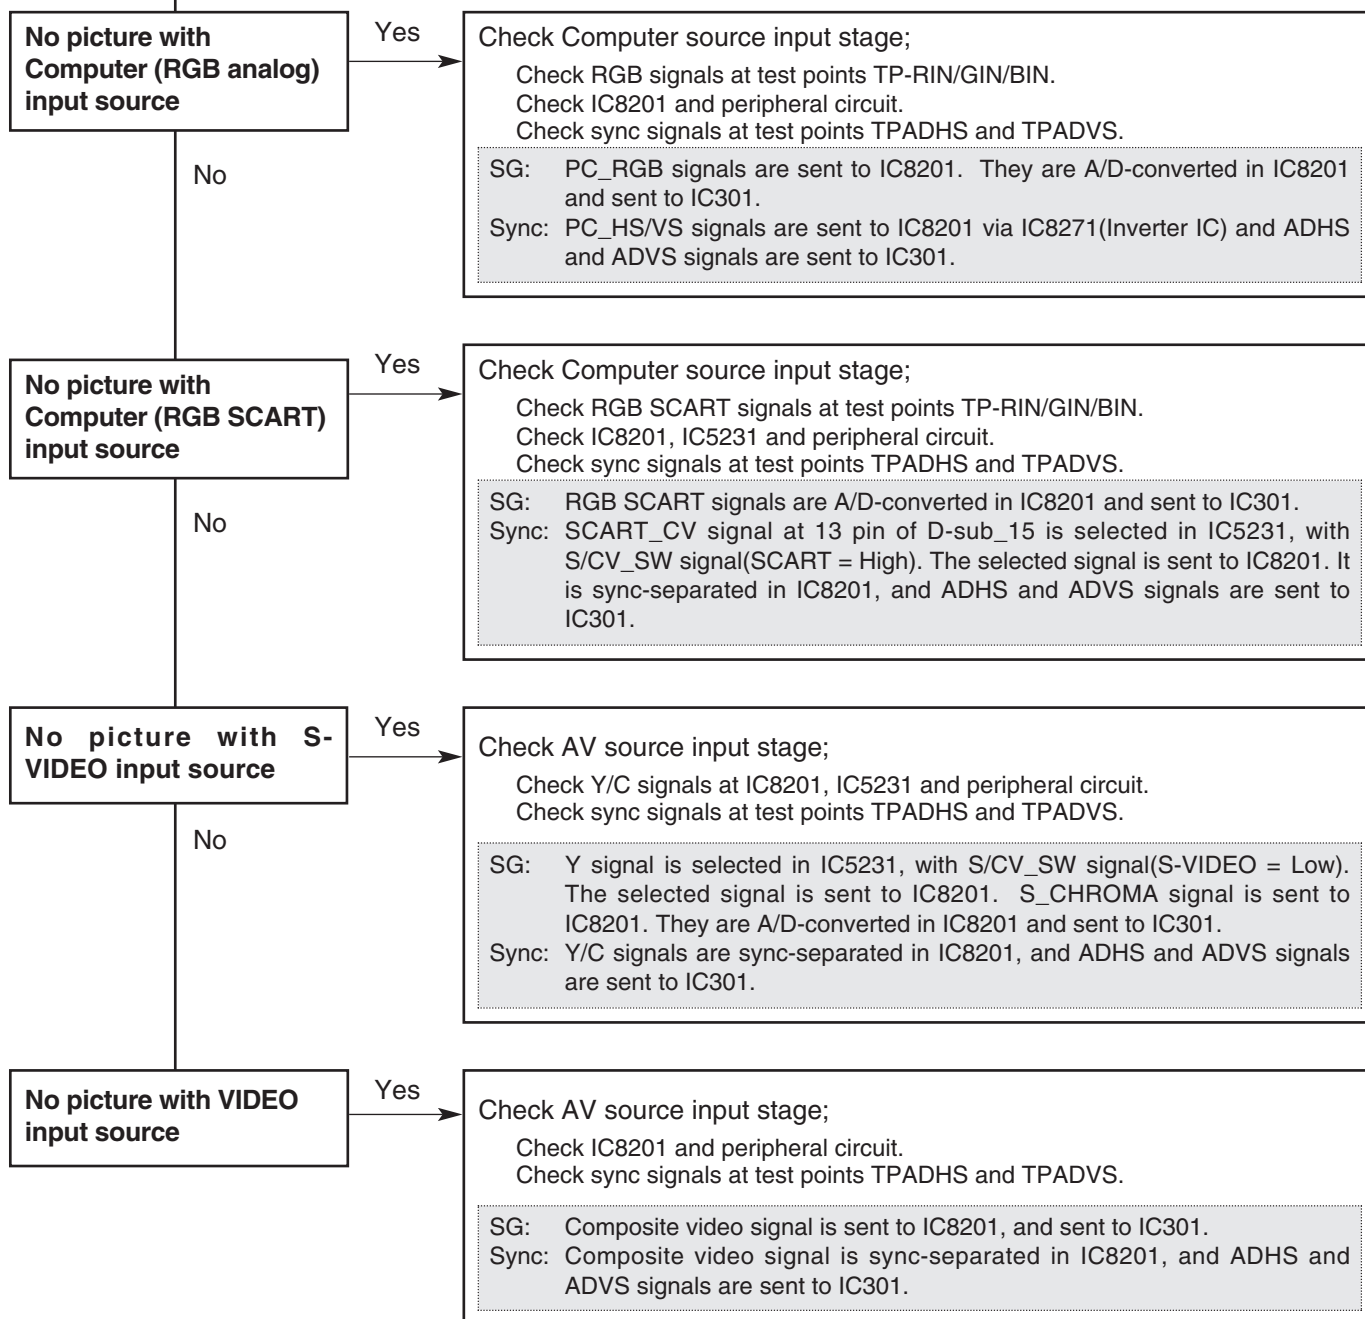 No picture with
Computer (RGB analog)
input source
Yes
Check Computer source input stage;
Check RGB signals at test points TP-RIN/GIN/BIN.
Check IC8201 and peripheral circuit.
Check sync signals at test points TPADHS and TPADVS.
SG: PC_RGB signals are sent to IC8201. They are A/D-converted in IC8201
and sent to IC301.
Sync: PC_HS/VS signals are sent to IC8201 via IC8271(Inverter IC) and ADHS
and ADVS signals are sent to IC301.
No
No picture with
Computer (RGB SCART)
input source
Yes
Check Computer source input stage;
Check RGB SCART signals at test points TP-RIN/GIN/BIN.
Check IC8201, IC5231 and peripheral circuit.
Check sync signals at test points TPADHS and TPADVS.
SG: RGB SCART signals are A/D-converted in IC8201 and sent to IC301.
Sync: SCART_CV signal at 13 pin of D-sub_15 is selected in IC5231, with
S/CV_SW signal(SCART = High). The selected signal is sent to IC8201. It
is sync-separated in IC8201, and ADHS and ADVS signals are sent to
IC301.
No
No picture with S-
VIDEO input source
Yes
Check AV source input stage;
Check Y/C signals at IC8201, IC5231 and peripheral circuit.
Check sync signals at test points TPADHS and TPADVS.
SG: Y signal is selected in IC5231, with S/CV_SW signal(S-VIDEO = Low).
The selected signal is sent to IC8201. S_CHROMA signal is sent to
IC8201. They are A/D-converted in IC8201 and sent to IC301.
Sync: Y/C signals are sync-separated in IC8201, and ADHS and ADVS signals
are sent to IC301.
No
No picture with VIDEO
input source
Yes
Check AV source input stage;
Check IC8201 and peripheral circuit.
Check sync signals at test points TPADHS and TPADVS.
SG: Composite video signal is sent to IC8201, and sent to IC301.
Sync: Composite video signal is sync-separated in IC8201, and ADHS and
ADVS signals are sent to IC301.